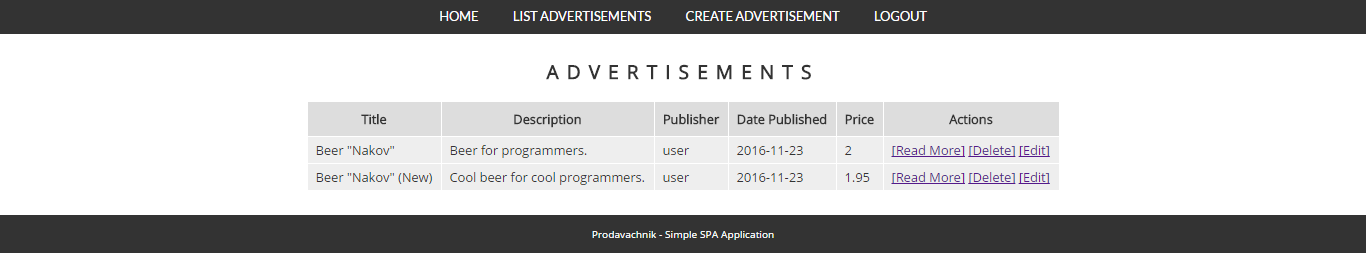 HOME LIST ADVERTISEMENTS CREATE ADVERTISEMENT LOGOUT
ADVERTISEMENTS
Title Description Publisher Date Published Price Actions
Beer "Nakov" Beer for programmers. user 2016-11-23 2 [Read More] [Delete] [Edit]
Beer "Nakov" (New) Cool beer for cool programmers. user 2016-11-23 1.95 [Read More] [Delete] [Edit]
Prodavachnik - Simple SPA Application